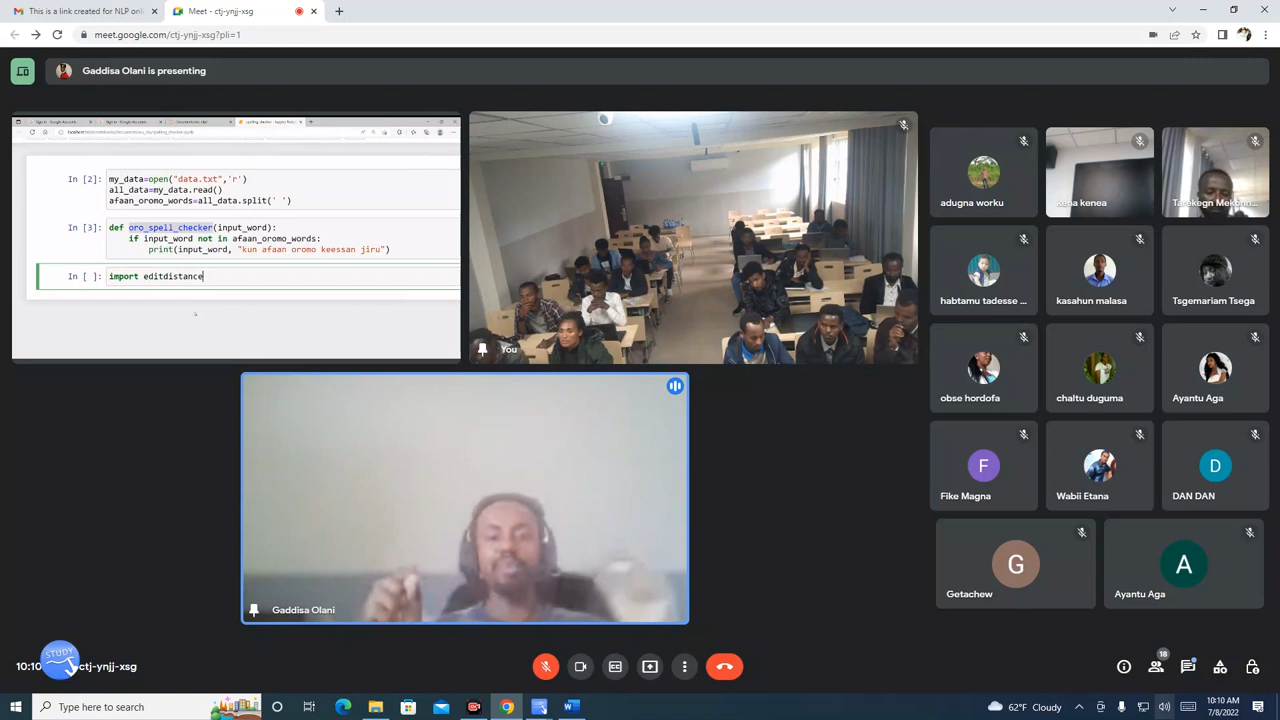 This is a link created for NLP onli
Meet - ctj-ynjj-xsg
meet.google.com/ctj-ynjj-xsg?pli=1
Gaddisa Olani is presenting
In [2]: my_data=open("data.txt",'r')
all_data=my_data.read()
afaan_oromo_words=all_data.split(' ')
In [3]: def oro_spell_checker(input_word):
if input_word not in afaan_oromo_words:
print(input_word, "kun afaan oromo keessan jiru")
In [ ]: import editdistance
You
Gaddisa Olani
adugna worku
kena kenea
Tarekegn Mekonn...
habtamu tadesse ...
kasahun malasa
Tsgemariam Tsega
obse hordofa
chaltu duguma
Ayantu Aga
F
D
Fike Magna
Wabii Etana
DAN DAN
G
A
Getachew
Ayantu Aga
STUDY
10:10
ctj-ynjj-xsg
18
Type here to search
62°F Cloudy
10:10 AM
7/8/2022